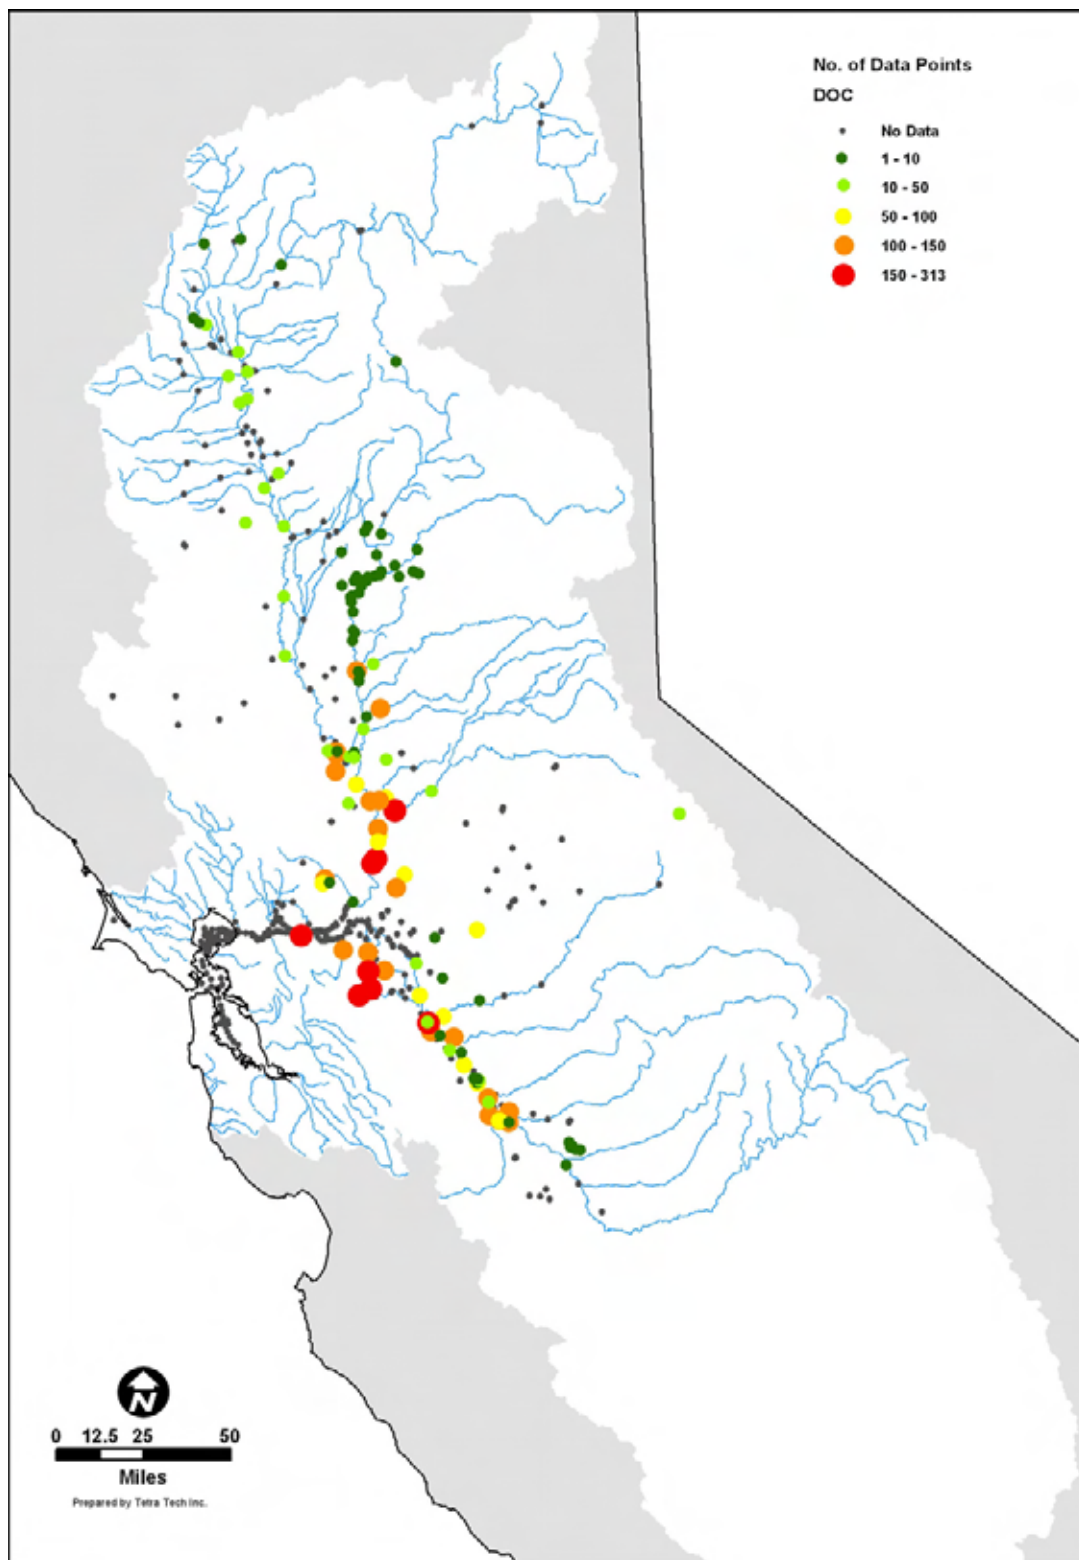 No. of Data Points
DOC
No Data
1 - 10
10 - 50
50 - 100
100 - 150
150 - 313
N
0 12.5 25 50
Miles
Prepared by Tetra Tech Inc.